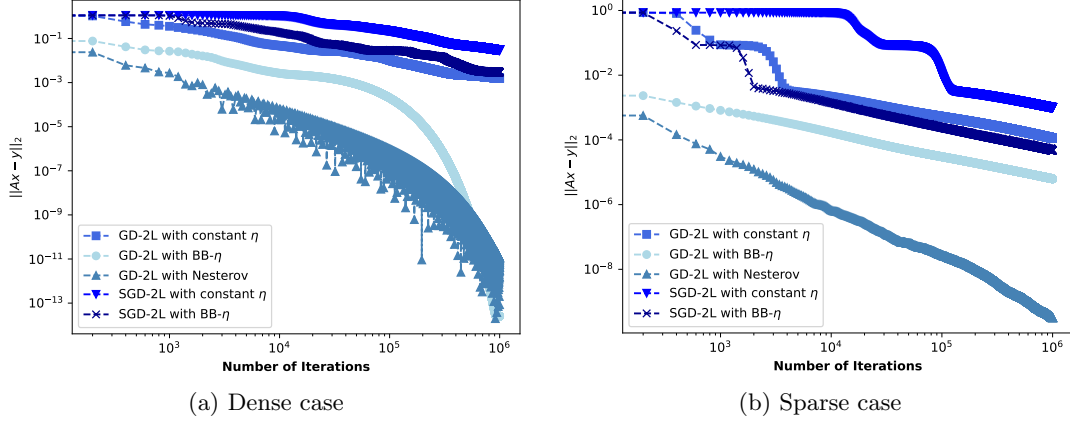 10^{-1}
10^{-3}
10^{-5}
10^{-7}
10^{-9}
10^{-11}
10^{-13}
||Ax − y||_2
GD-2L with constant η
GD-2L with BB-η
GD-2L with Nesterov
SGD-2L with constant η
SGD-2L with BB-η
10^3
10^4
10^5
10^6
Number of Iterations
(a) Dense case
10^0
10^{-2}
10^{-4}
10^{-6}
10^{-8}
||Ax − y||_2
GD-2L with constant η
GD-2L with BB-η
GD-2L with Nesterov
SGD-2L with constant η
SGD-2L with BB-η
10^3
10^4
10^5
10^6
Number of Iterations
(b) Sparse case